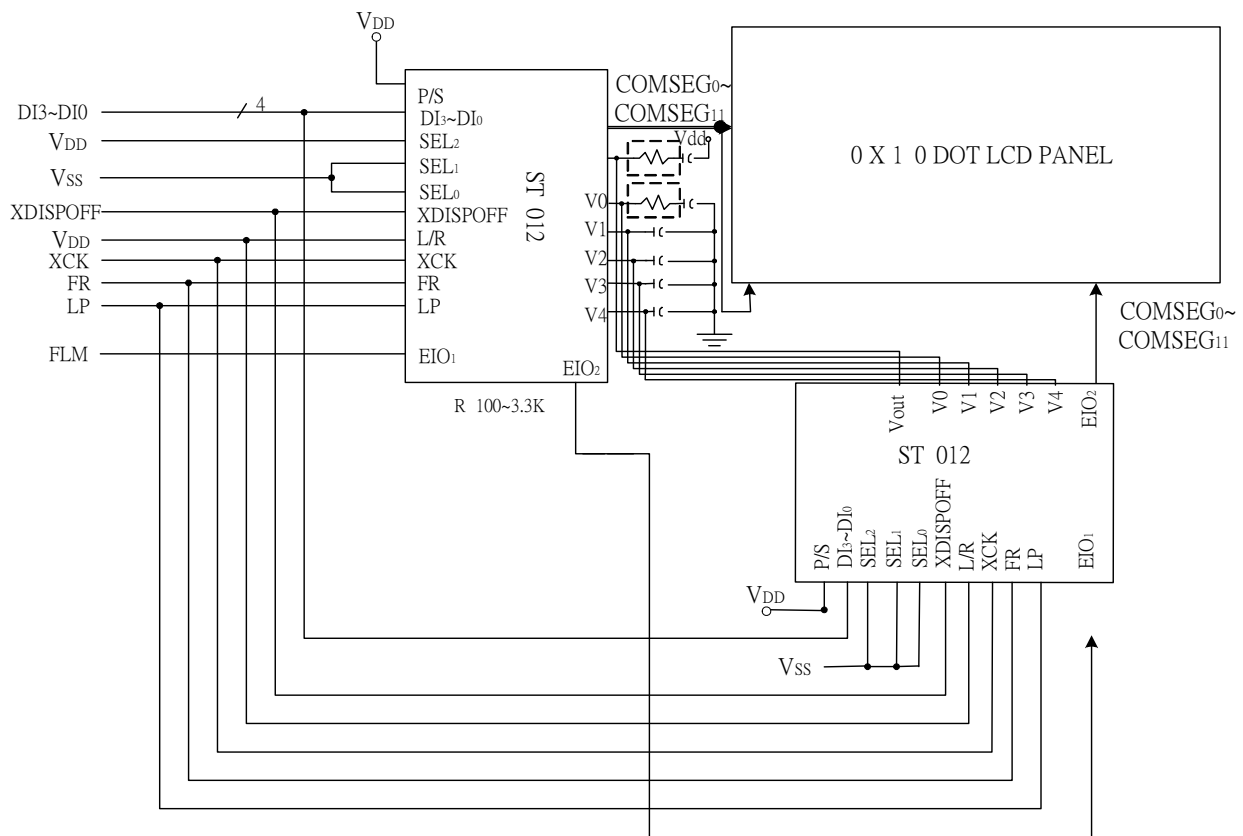 VDD
P/S
DI3~DI0
4
DI3~DI0
VDD
SEL2
VSS
SEL1
SEL0
XDISPOFF
XDISPOFF
VDD
L/R
XCK
XCK
FR
FR
LP
LP
FLM
EIO1
EIO2
ST 012
V0
V1
V2
V3
V4
R 100~3.3K
COMSEG0~
COMSEG11
Vdd
0 X 1 0 DOT LCD PANEL
COMSEG0~
COMSEG11
Vout
V0
V1
V2
V3
V4
EIO2
ST 012
P/S
DI3~DI0
SEL2
SEL1
SEL0
XDISPOFF
L/R
XCK
FR
LP
EIO1
VDD
VSS